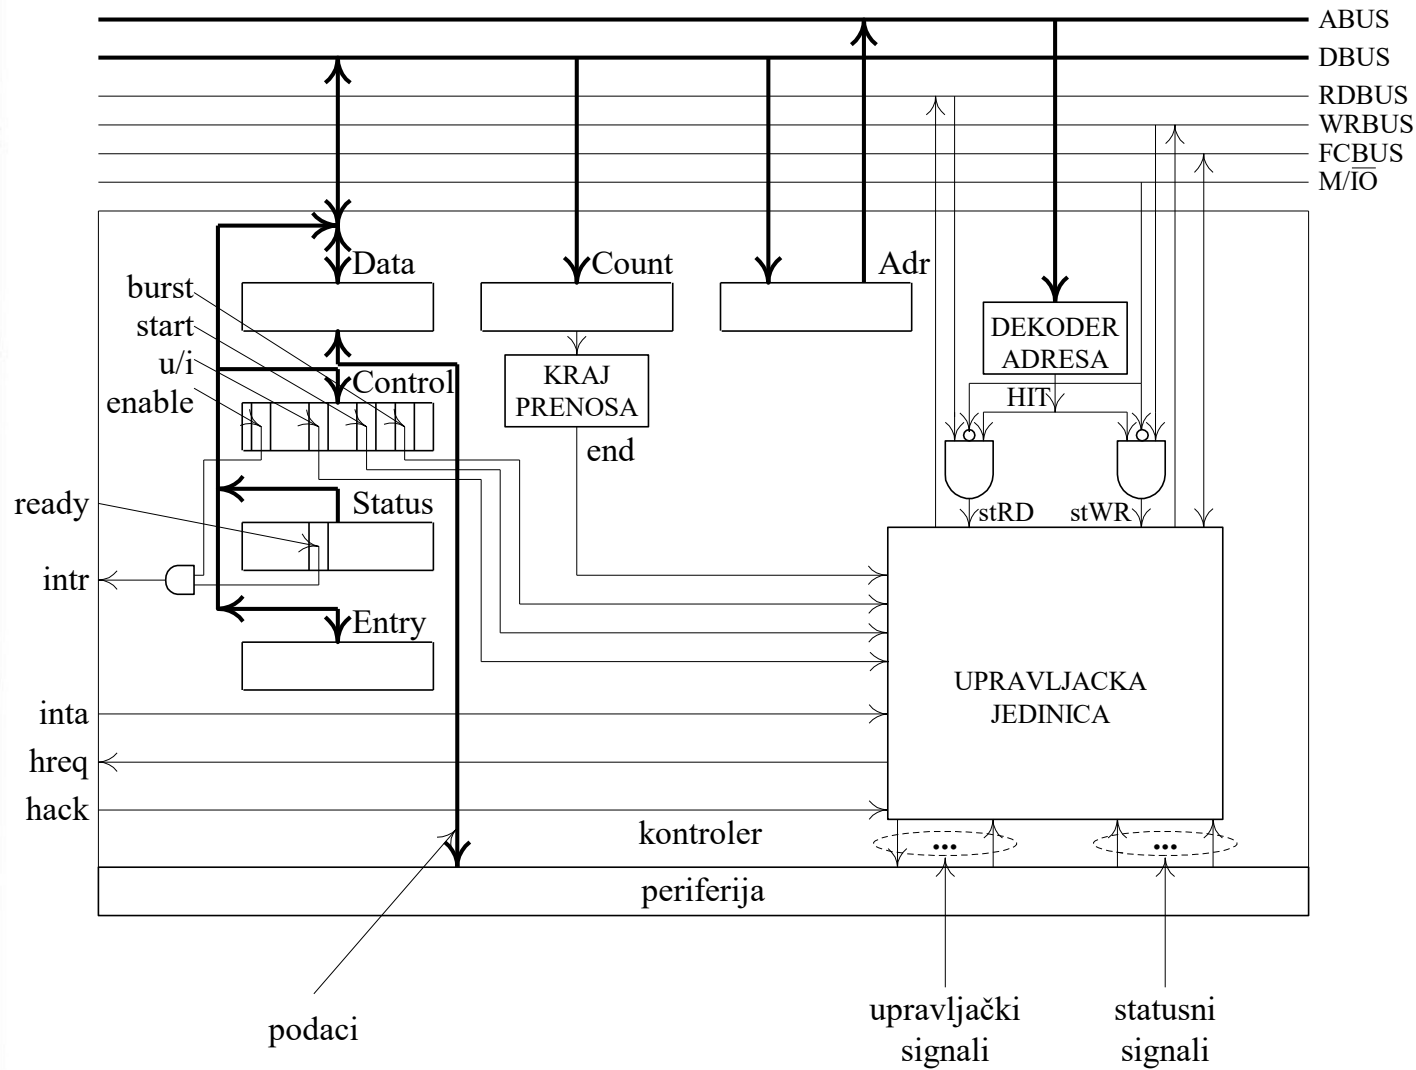 ABUS
DBUS
RDBUS
WRBUS
FCBUS
M/IO
Data
Count
Adr
burst
start
u/i
enable
Control
KRAJ
PRENOSA
end
DEKODER
ADRESA
HIT
ready
Status
stRD
stWR
intr
Entry
UPRAVLJACKA
JEDINICA
inta
hreq
hack
kontroler
...
...
periferija
podaci
upravljački
signali
statusni
signali